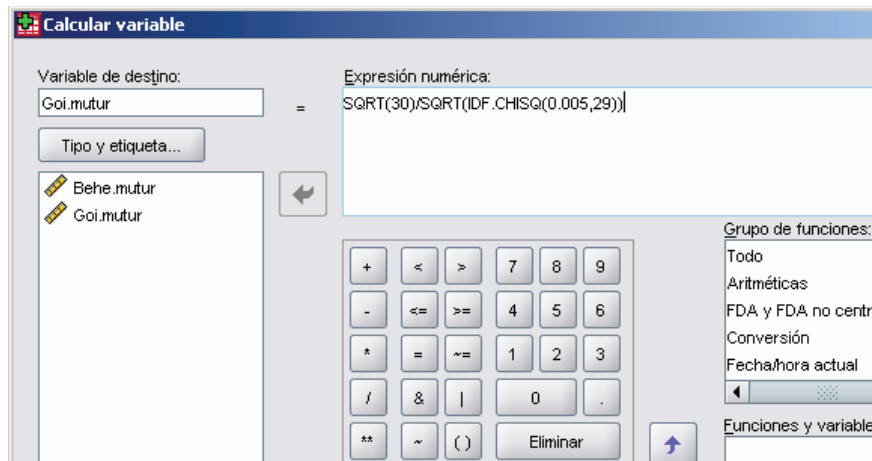 Calcular variable
Variable de destino:
Goi.mutur
=
Expresión numérica:
SQRT(30)/SQRT(IDF.CHISQ(0.005,29))
Tipo y etiqueta...
Behe.mutur
Goi.mutur
+ < > 7 8 9
- <= >= 4 5 6
* = ~= 1 2 3
/ & | 0 .
** ~ () Eliminar
Grupo de funciones:
Todo
Aritméticas
FDA y FDA no centr
Conversión
Fecha/hora actual
Funciones y variable